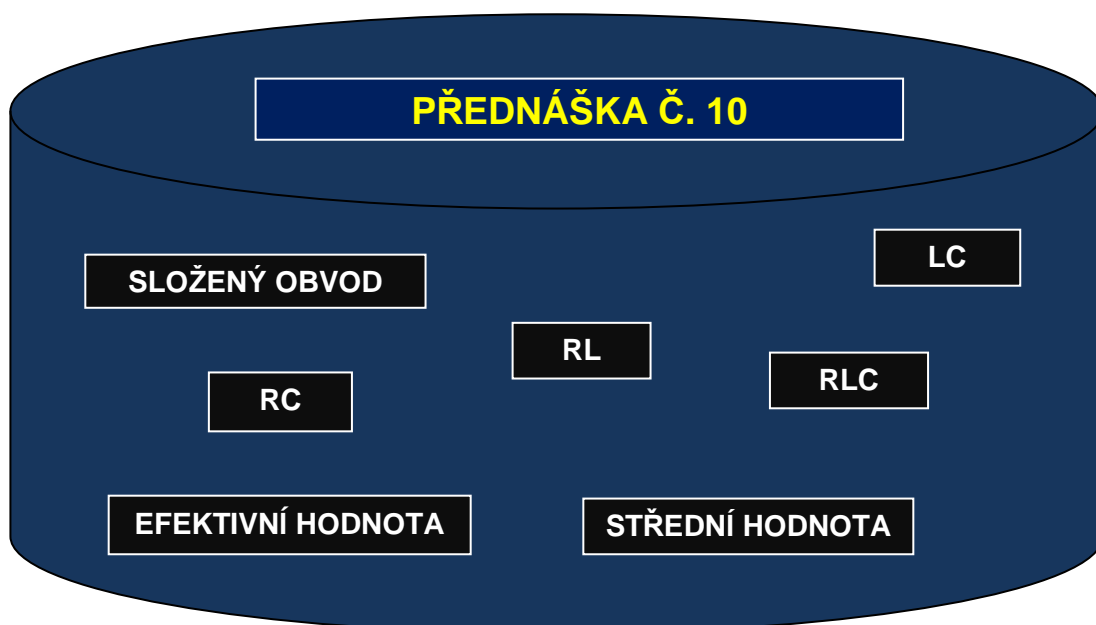 PŘEDNÁŠKA Č. 10
LC
SLOŽENÝ OBVOD
RL
RLC
RC
EFEKTIVNÍ HODNOTA
STŘEDNÍ HODNOTA